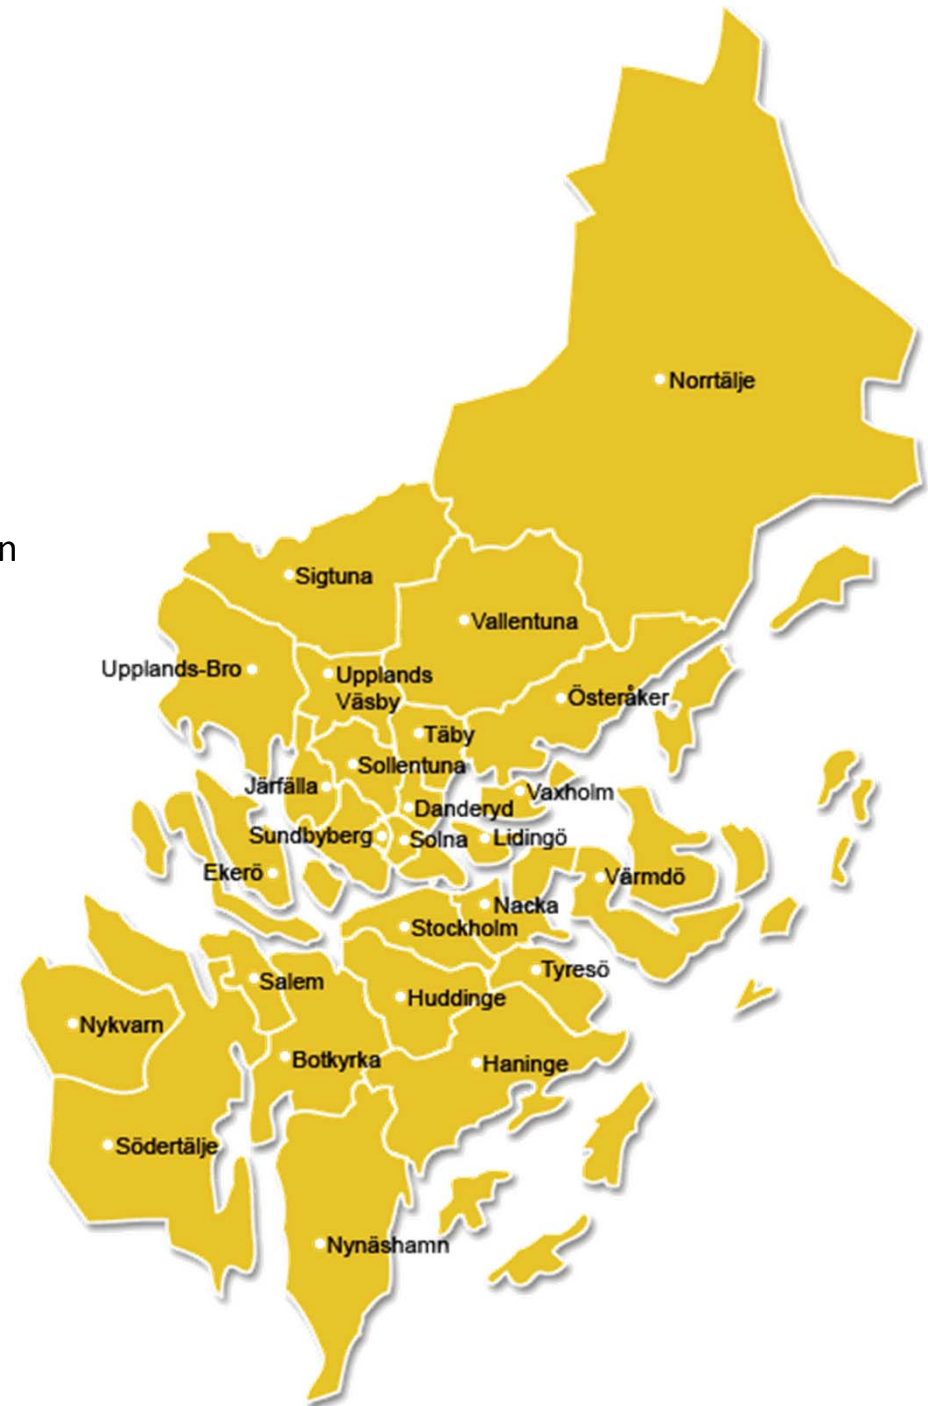 Norrtälje
n
Sigtuna
Vallentuna
Upplands-Bro
Upplands
Väsby
Österåker
Täby
Sollentuna
Järfälla
Vaxholm
Danderyd
Sundbyberg
Solna
Lidingö
Ekerö
Värmdö
Nacka
Stockholm
Tyresö
Salem
Huddinge
Nykvarn
Botkyrka
Haninge
Södertälje
Nynäshamn